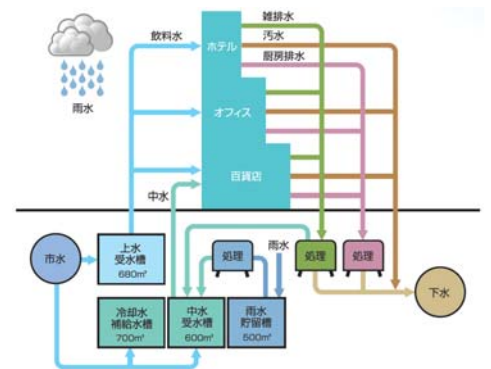 飲料水
ホテル
雑排水
汚水
厨房排水
雨水
オフィス
百貨店
中水
市水
上水
受水槽
680㎥
処理
雨水
処理
処理
下水
冷却水
補給水槽
700㎥
中水
受水槽
600㎥
雨水
貯留槽
500㎥